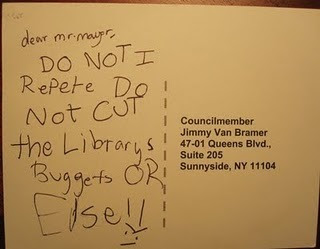 dear mr. mayor,
DO NOT I
RePete DO
NOT CUT
the Librarys
Buggets OR
Else!!
Councilmember
Jimmy Van Bramer
47-01 Queens Blvd.,
Suite 205
Sunnyside, NY 11104